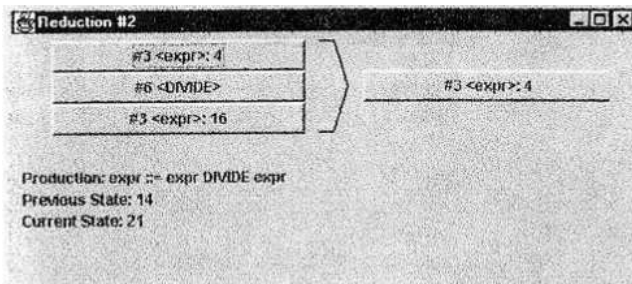 Reduction #2
#3 <expr>: 4
#6 <DIVIDE>
#3 <expr>: 16
#3 <expr>: 4
Production: expr ::= expr DIVIDE expr
Previous State: 14
Current State: 21